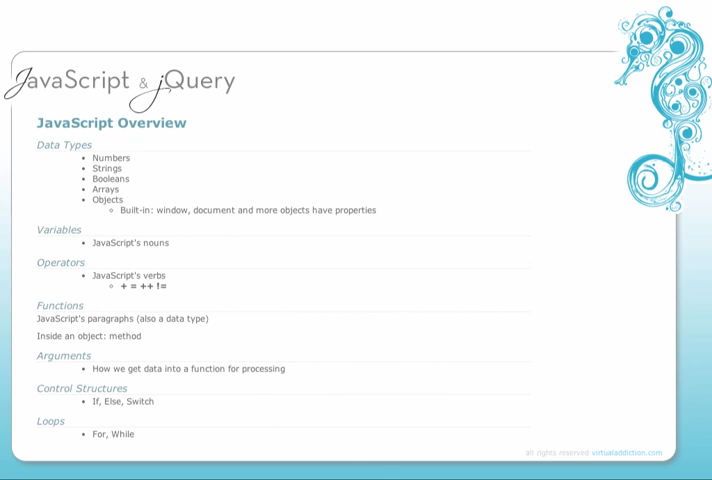 JavaScript & jQuery
JavaScript Overview
Data Types
• Numbers
• Strings
• Booleans
• Arrays
• Objects
◦ Built-in: window, document and more objects have properties
Variables
• JavaScript's nouns
Operators
• JavaScript's verbs
◦ + = ++ !=
Functions
JavaScript's paragraphs (also a data type)
Inside an object: method
Arguments
• How we get data into a function for processing
Control Structures
• If, Else, Switch
Loops
• For, While
all rights reserved virtualaddiction.com